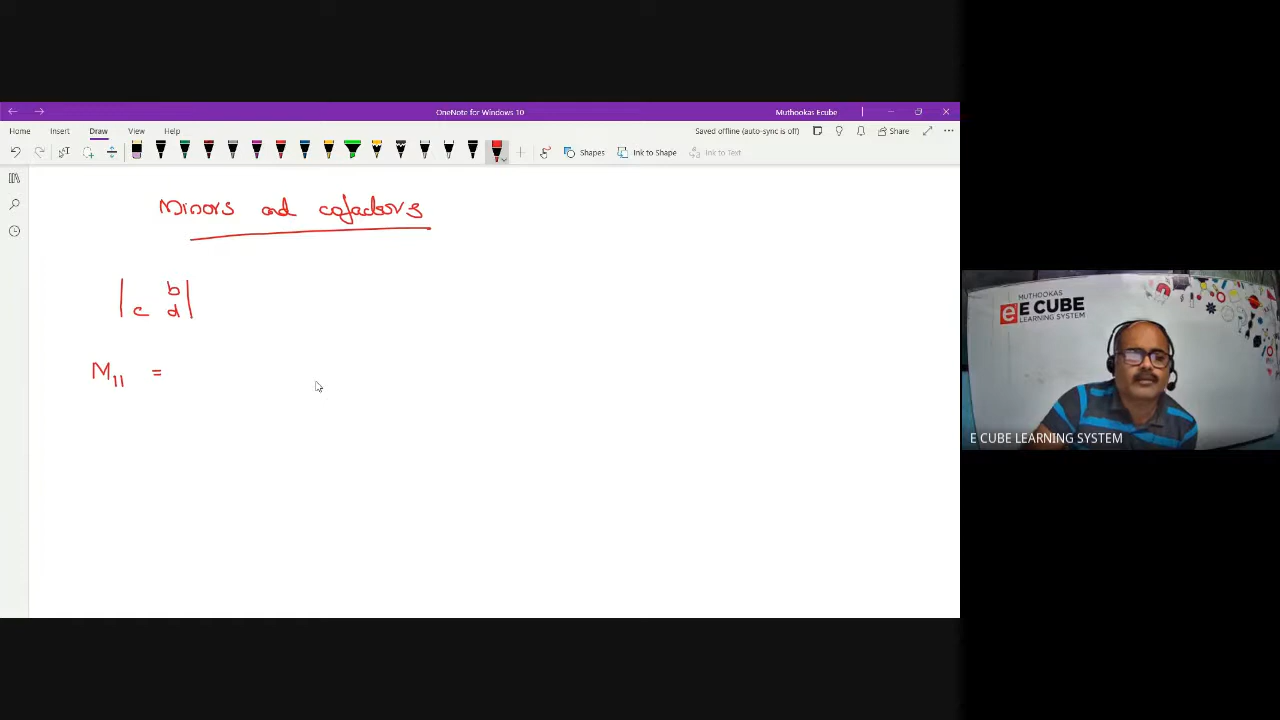 OneNote for Windows 10
Muthookas Ecube
Home Insert Draw View Help
Saved offline (auto-sync is off)
Share
Shapes
Ink to Shape
Ink to Text
Minors and cofactors
| b|
|c d|
M11 =
MUTHOOKAS
e E CUBE
LEARNING SYSTEM
E CUBE LEARNING SYSTEM